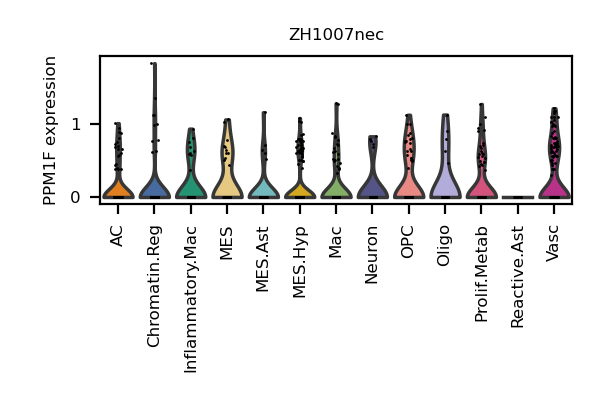 ZH1007nec
PPM1F expression
1
0
AC
Chromatin.Reg
Inflammatory.Mac
MES
MES.Ast
MES.Hyp
Mac
Neuron
OPC
Oligo
Prolif.Metab
Reactive.Ast
Vasc